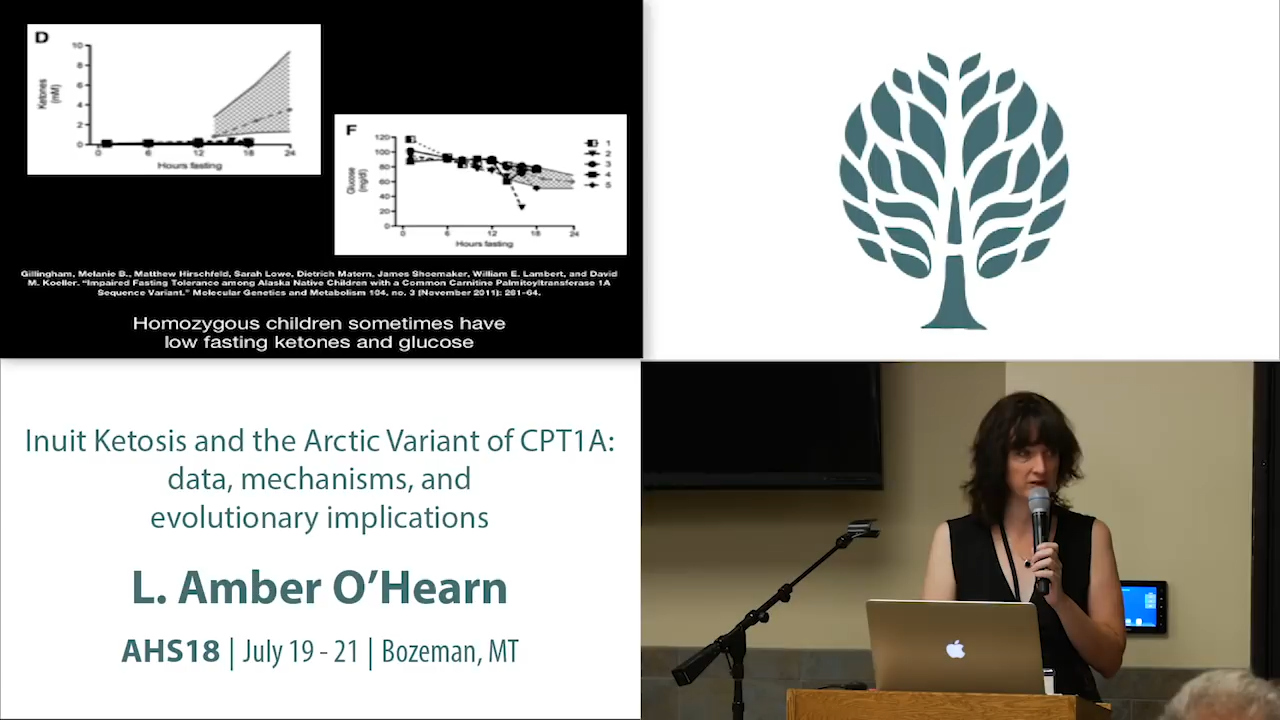 D
10
8
6
4
2
0
Ketones
(nM)
0 6 12 18 24
Hours fasting
F
120
100
80
60
40
20
0
Glucose
(mg/dl)
0 6 12 18 24
Hours fasting
1
2
3
4
5
Gillingham, Melanie B., Matthew Hirschfeld, Sarah Lowe, Dietrich Matern, James Shoemaker, William E. Lambert, and David
M. Koeller. "Impaired Fasting Tolerance among Alaska Native Children with a Common Carnitine Palmitoyltransferase 1A
Sequence Variant." Molecular Genetics and Metabolism 104, no. 3 (November 2011): 261–64.
Homozygous children sometimes have
low fasting ketones and glucose
Inuit Ketosis and the Arctic Variant of CPT1A:
data, mechanisms, and
evolutionary implications
L. Amber O'Hearn
AHS18 | July 19 - 21 | Bozeman, MT